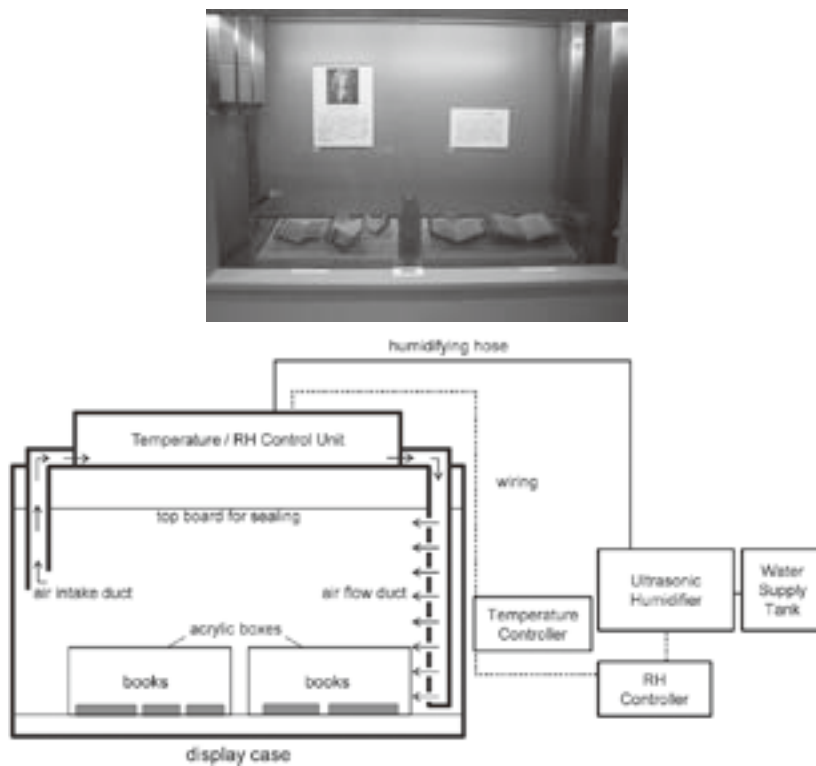 humidifying hose
Temperature / RH Control Unit
wiring
top board for sealing
air intake duct
air flow duct
acrylic boxes
books
books
display case
Temperature
Controller
Ultrasonic
Humidifier
Water
Supply
Tank
RH
Controller